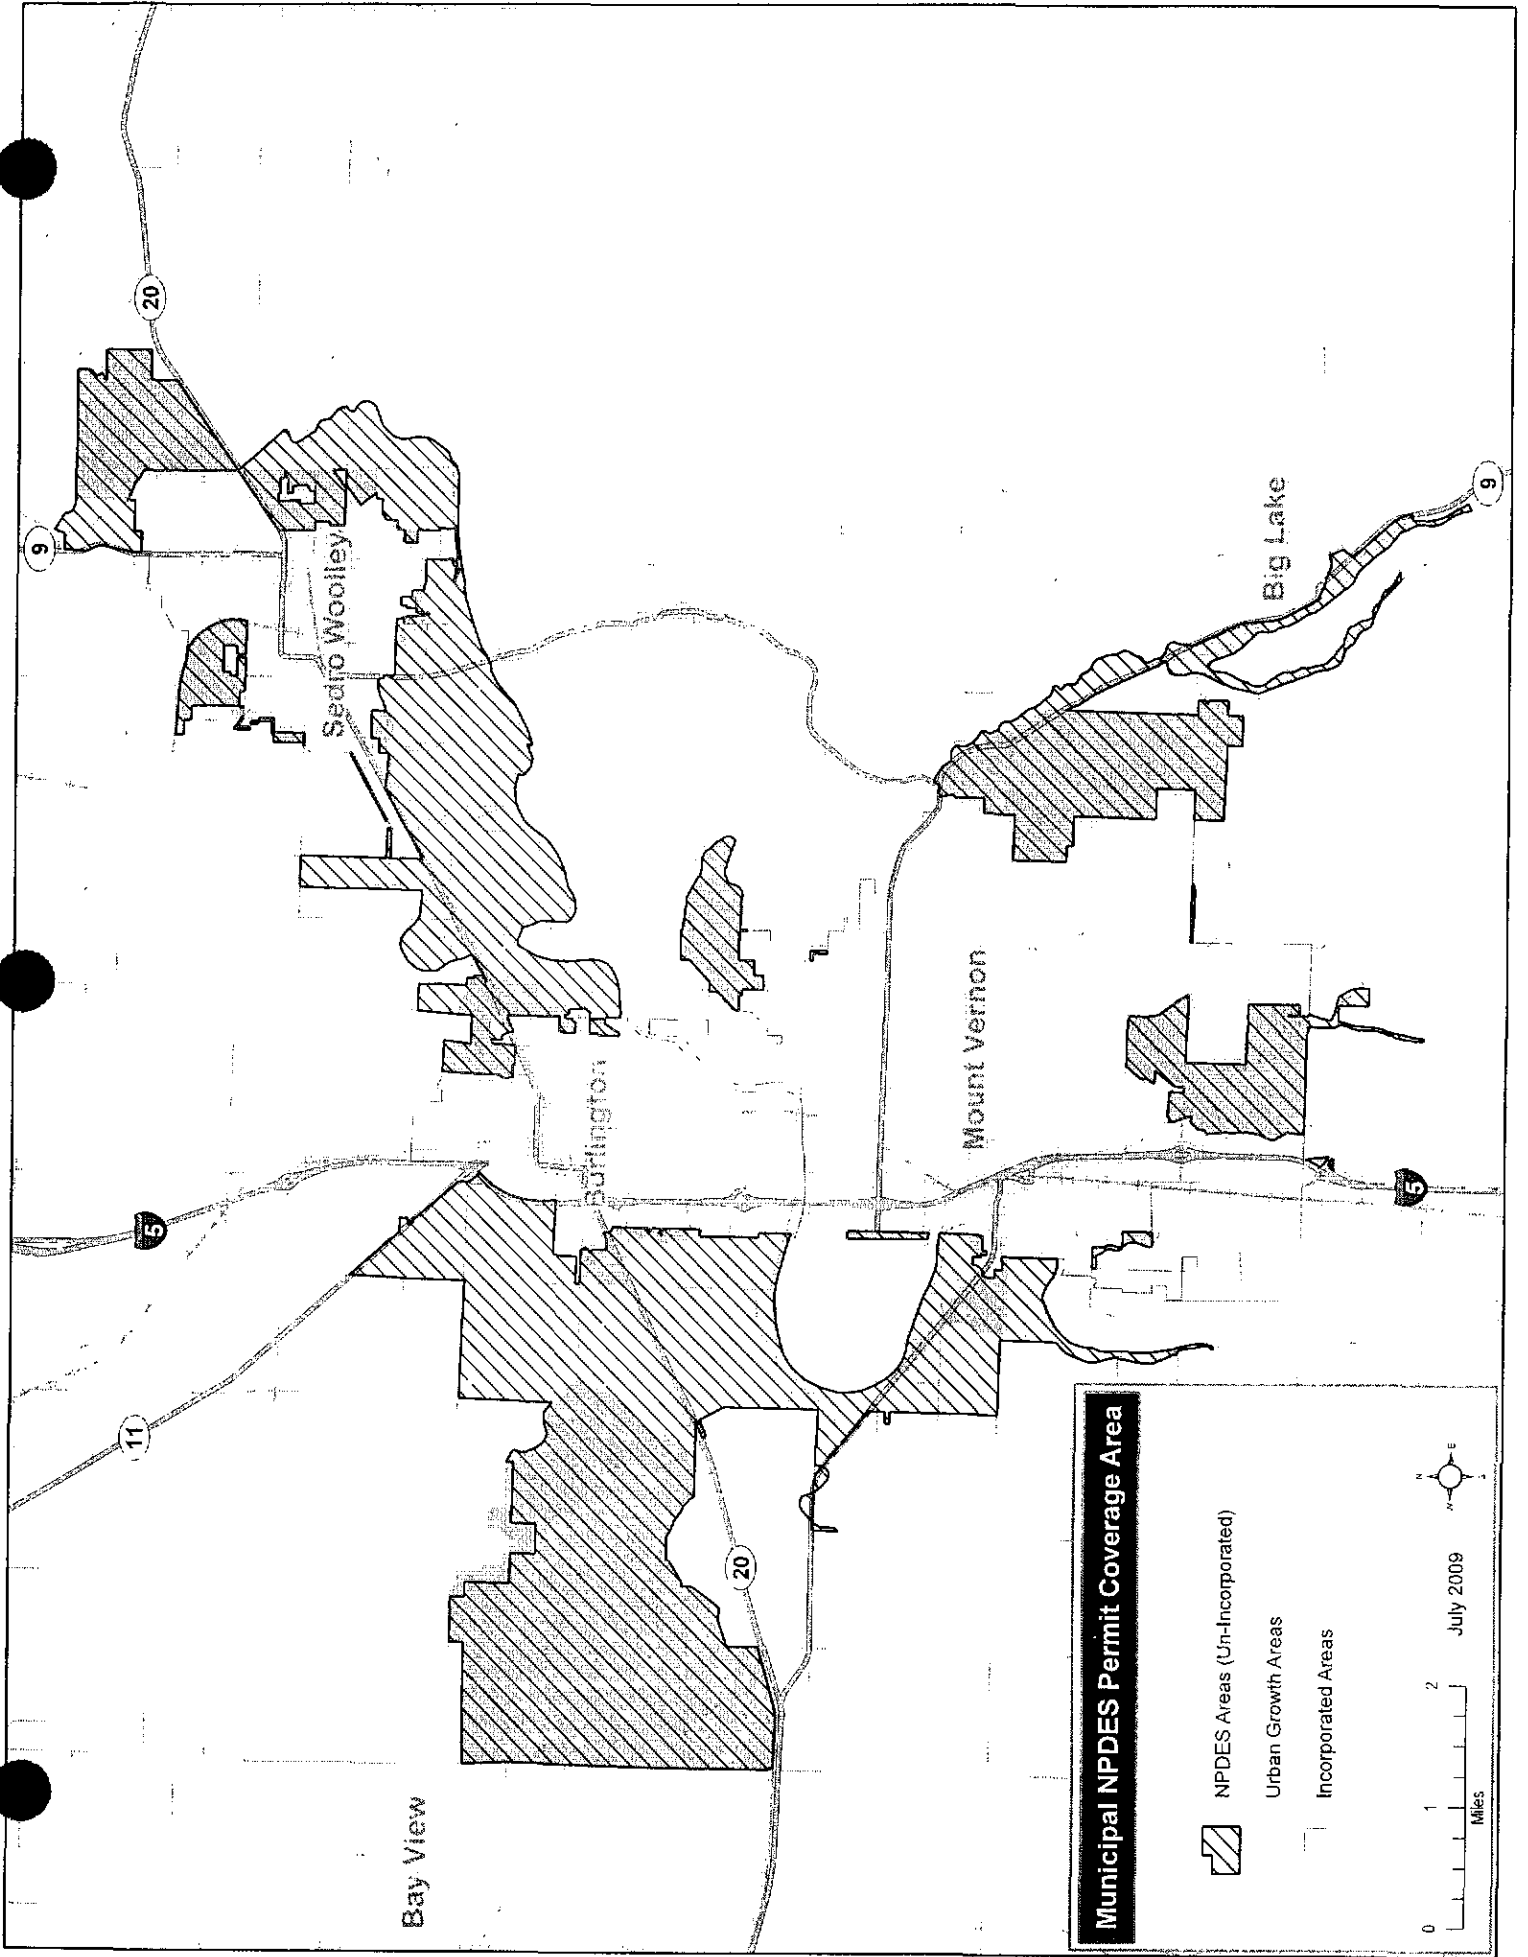 9
20
Sedro Woolley
5
11
Burlington
Bay View
20
Mount Vernon
Big Lake
9
5
Municipal NPDES Permit Coverage Area
NPDES Areas (Un-Incorporated)
Urban Growth Areas
Incorporated Areas
0 1 2
Miles
July 2009
N
E